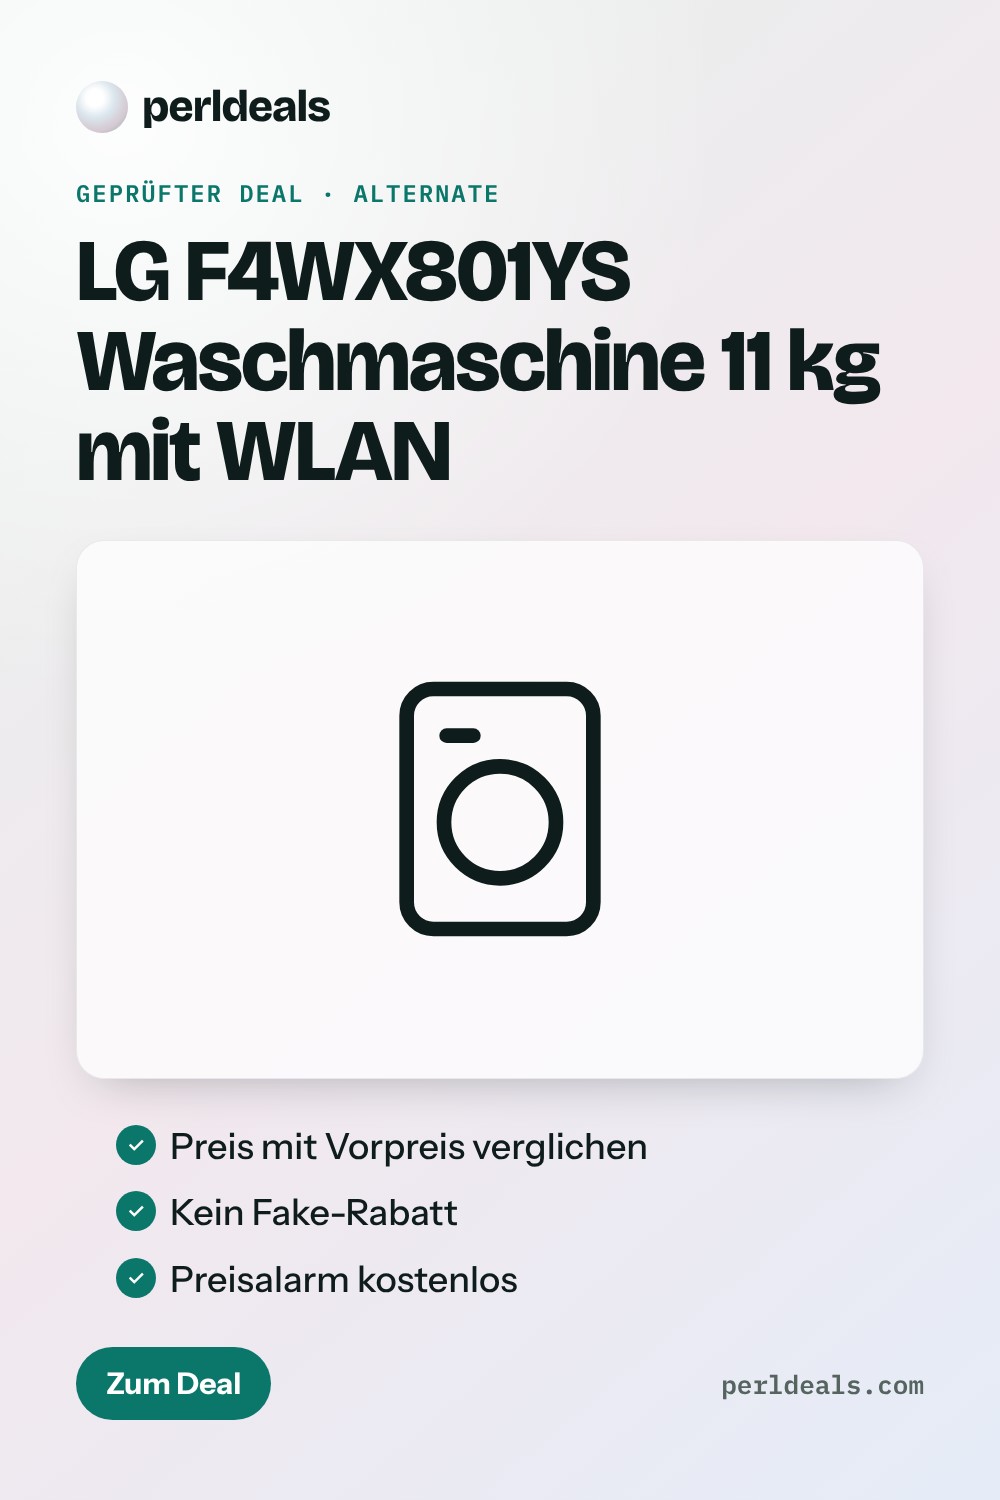 perldeals
GEPRÜFTER DEAL · ALTERNATE
LG F4WX801YS
Waschmaschine 11 kg
mit WLAN
Preis mit Vorpreis verglichen
Kein Fake-Rabatt
Preisalarm kostenlos
Zum Deal
perldeals.com